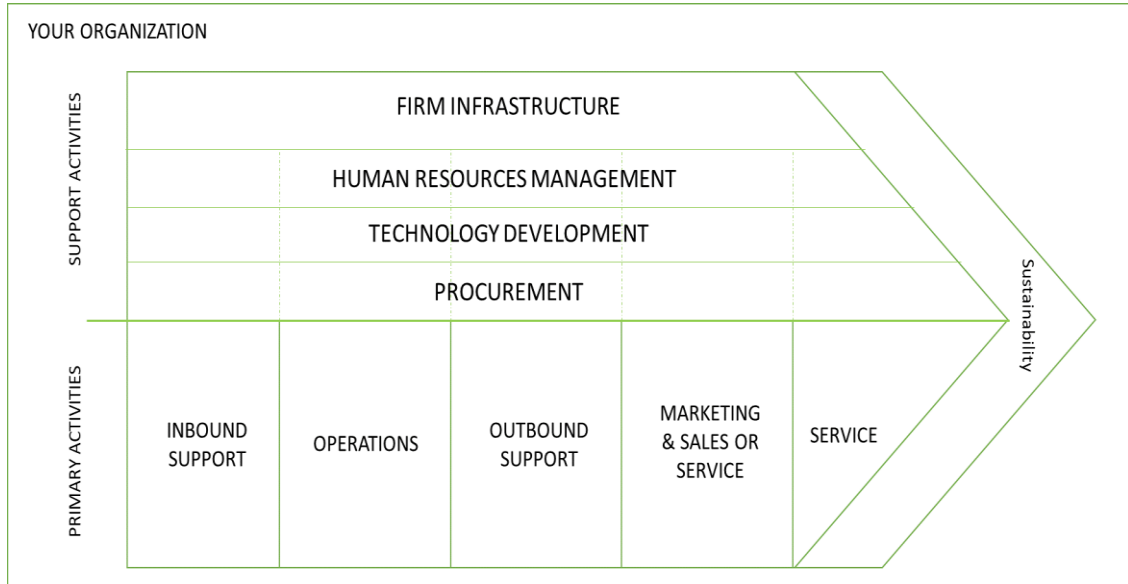 YOUR ORGANIZATION
SUPPORT ACTIVITIES
FIRM INFRASTRUCTURE
HUMAN RESOURCES MANAGEMENT
TECHNOLOGY DEVELOPMENT
PROCUREMENT
Sustainability
PRIMARY ACTIVITIES
INBOUND
SUPPORT
OPERATIONS
OUTBOUND
SUPPORT
MARKETING
& SALES OR
SERVICE
SERVICE